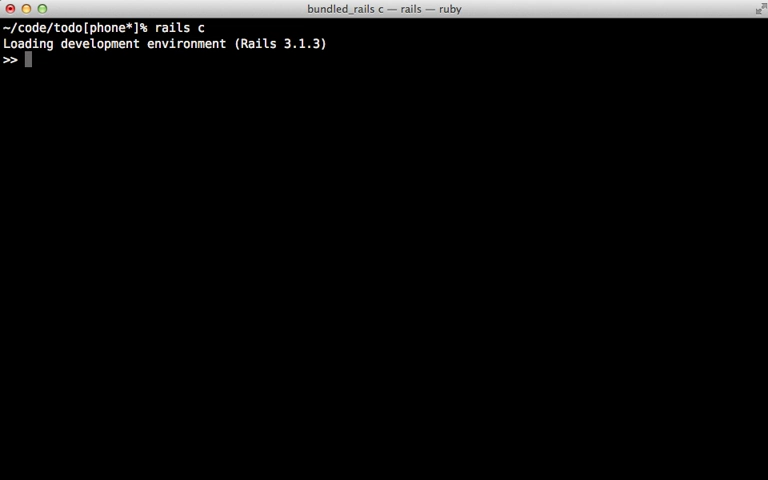 bundled_rails c — rails — ruby
~/code/todo[phone*]% rails c
Loading development environment (Rails 3.1.3)
>>